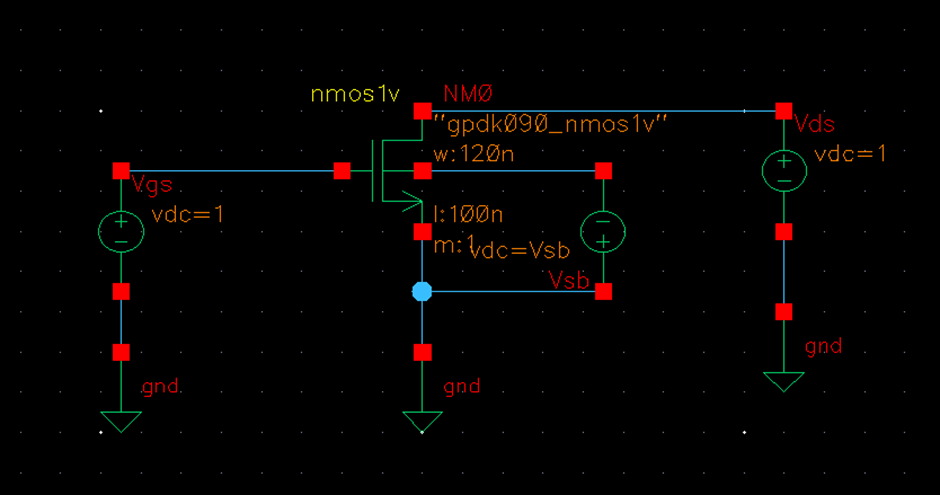 nmos1v
NM0
"gpdk090_nmos1v"
w:120n
l:100n
m:1
Vgs
vdc=1
+
−
vdc=Vsb
−
+
Vsb
Vds
vdc=1
+
−
gnd
gnd
gnd